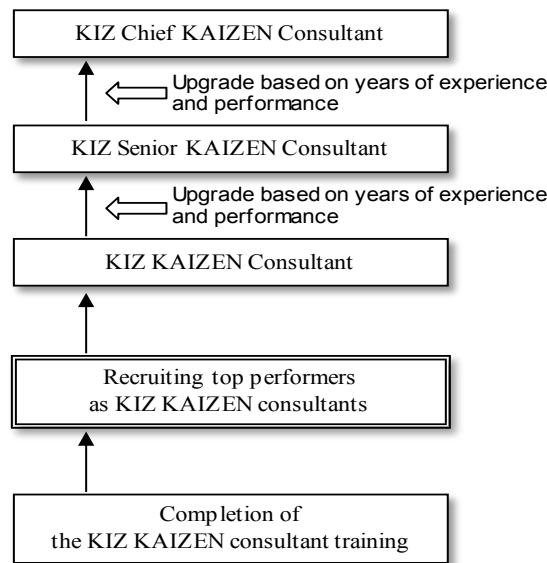 KIZ Chief KAIZEN Consultant
Upgrade based on years of experience
and performance
KIZ Senior KAIZEN Consultant
Upgrade based on years of experience
and performance
KIZ KAIZEN Consultant
Recruiting top performers
as KIZ KAIZEN consultants
Completion of
the KIZ KAIZEN consultant training